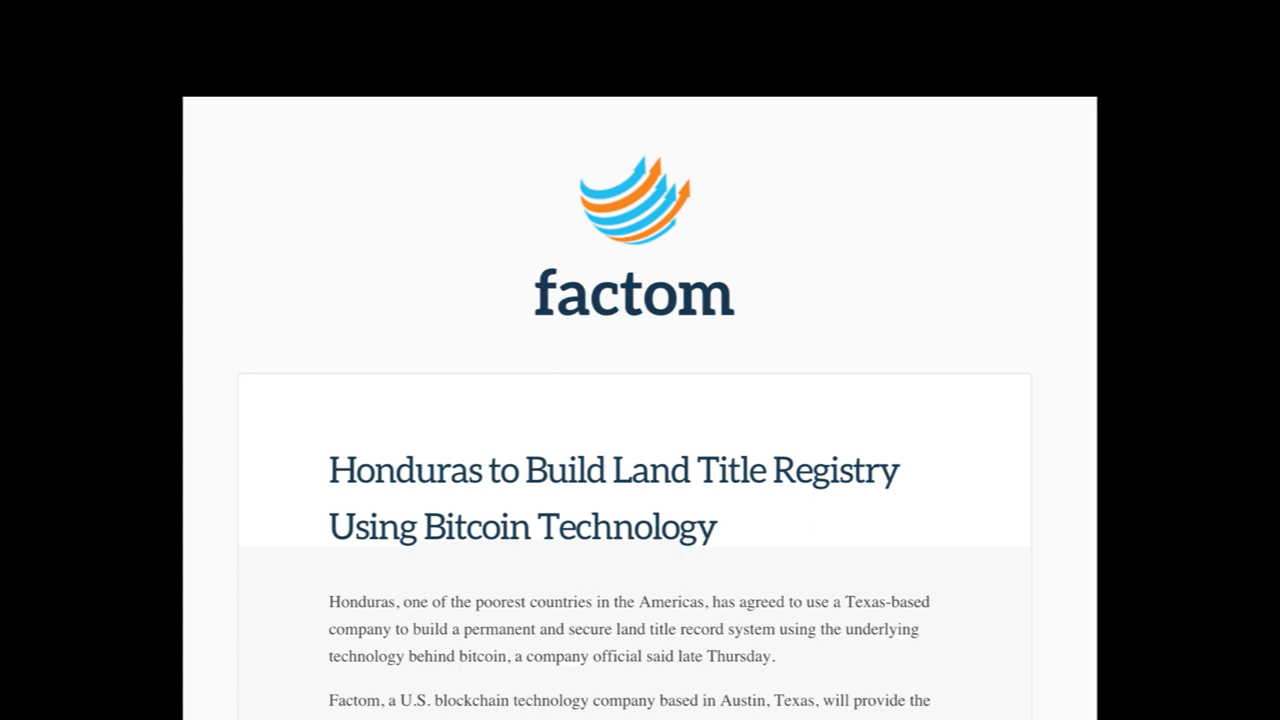 factom
Honduras to Build Land Title Registry
Using Bitcoin Technology
Honduras, one of the poorest countries in the Americas, has agreed to use a Texas-based
company to build a permanent and secure land title record system using the underlying
technology behind bitcoin, a company official said late Thursday.
Factom, a U.S. blockchain technology company based in Austin, Texas, will provide the